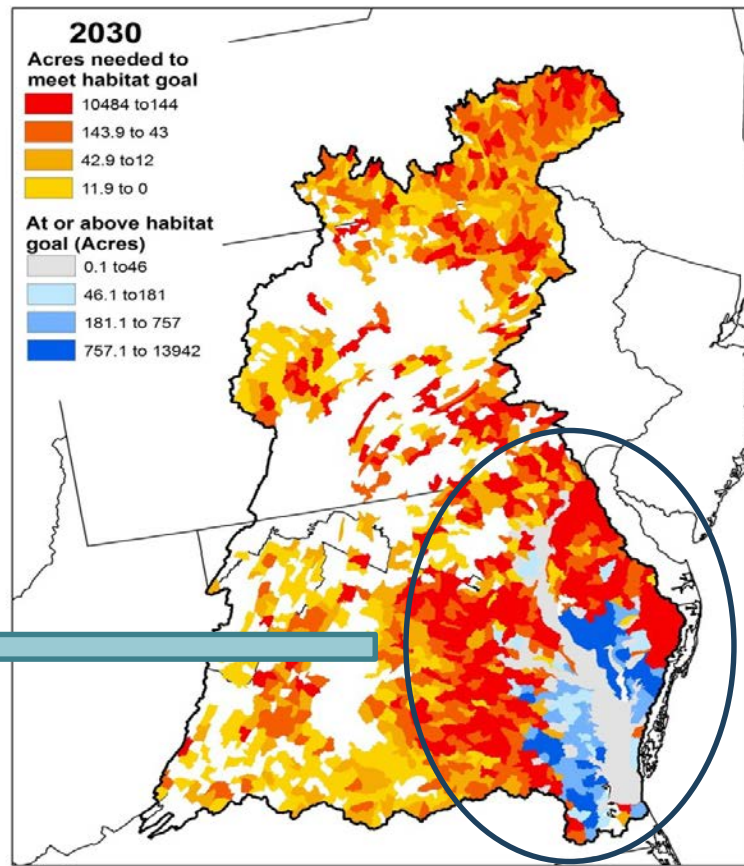 2030
Acres needed to
meet habitat goal
10484 to144
143.9 to 43
42.9 to12
11.9 to 0
At or above habitat
goal (Acres)
0.1 to46
46.1 to181
181.1 to 757
757.1 to 13942